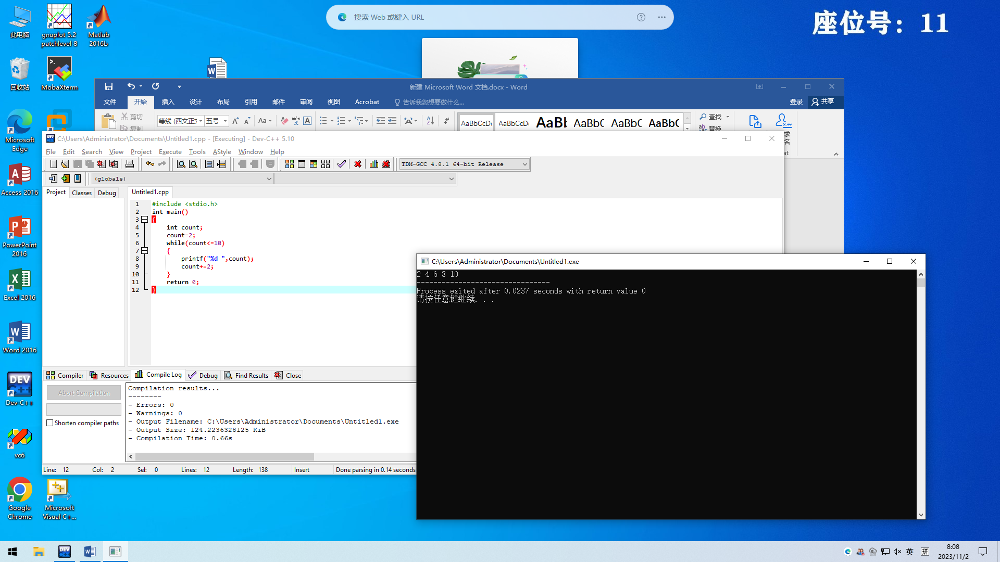 此电脑
gnuplot 5.2
patchlevel 8
Matlab
2016b
搜索 Web 或键入 URL
座位号：11
回收站
MobaXterm
新建 Microsoft Word 文档.docx - Word
文件 开始 插入 设计 布局 引用 邮件 审阅 视图 Acrobat 告诉我您想要做什么... 登录 共享
剪切
复制
等线 (西文正文 五号
AaBbCcDc AaBbCcDc AaBb AaBbC AaBbC AaBbC
查找
替换
求
名
at
Microsoft
Edge
C:\Users\Administrator\Documents\Untitled1.cpp - [Executing] - Dev-C++ 5.10
File Edit Search View Project Execute Tools AStyle Window Help
TDM-GCC 4.8.1 64-bit Release
(globals)
Project Classes Debug
Untitled1.cpp
1 #include <stdio.h>
2 int main()
3 {
4 int count;
5 count=2;
6 while(count<=10)
7 {
8 printf("%d ",count);
9 count+=2;
10 }
11 return 0;
12 }
C:\Users\Administrator\Documents\Untitled1.exe
2 4 6 8 10
--------------------------------
Process exited after 0.0237 seconds with return value 0
请按任意键继续. . .
Compiler Resources Compile Log Debug Find Results Close
Abort Compilation
Shorten compiler paths
Compilation results...
--------
- Errors: 0
- Warnings: 0
- Output Filename: C:\Users\Administrator\Documents\Untitled1.exe
- Output Size: 124.2236328125 KiB
- Compilation Time: 0.66s
Line: 12 Col: 2 Sel: 0 Lines: 12 Length: 138 Insert Done parsing in 0.14 seconds
Access 2016
PowerPoint
2016
Excel 2016
Word 2016
Dev-C++
vc6
Google
Chrome
Microsoft
Visual C+...
英 拼
8:08
2023/11/2